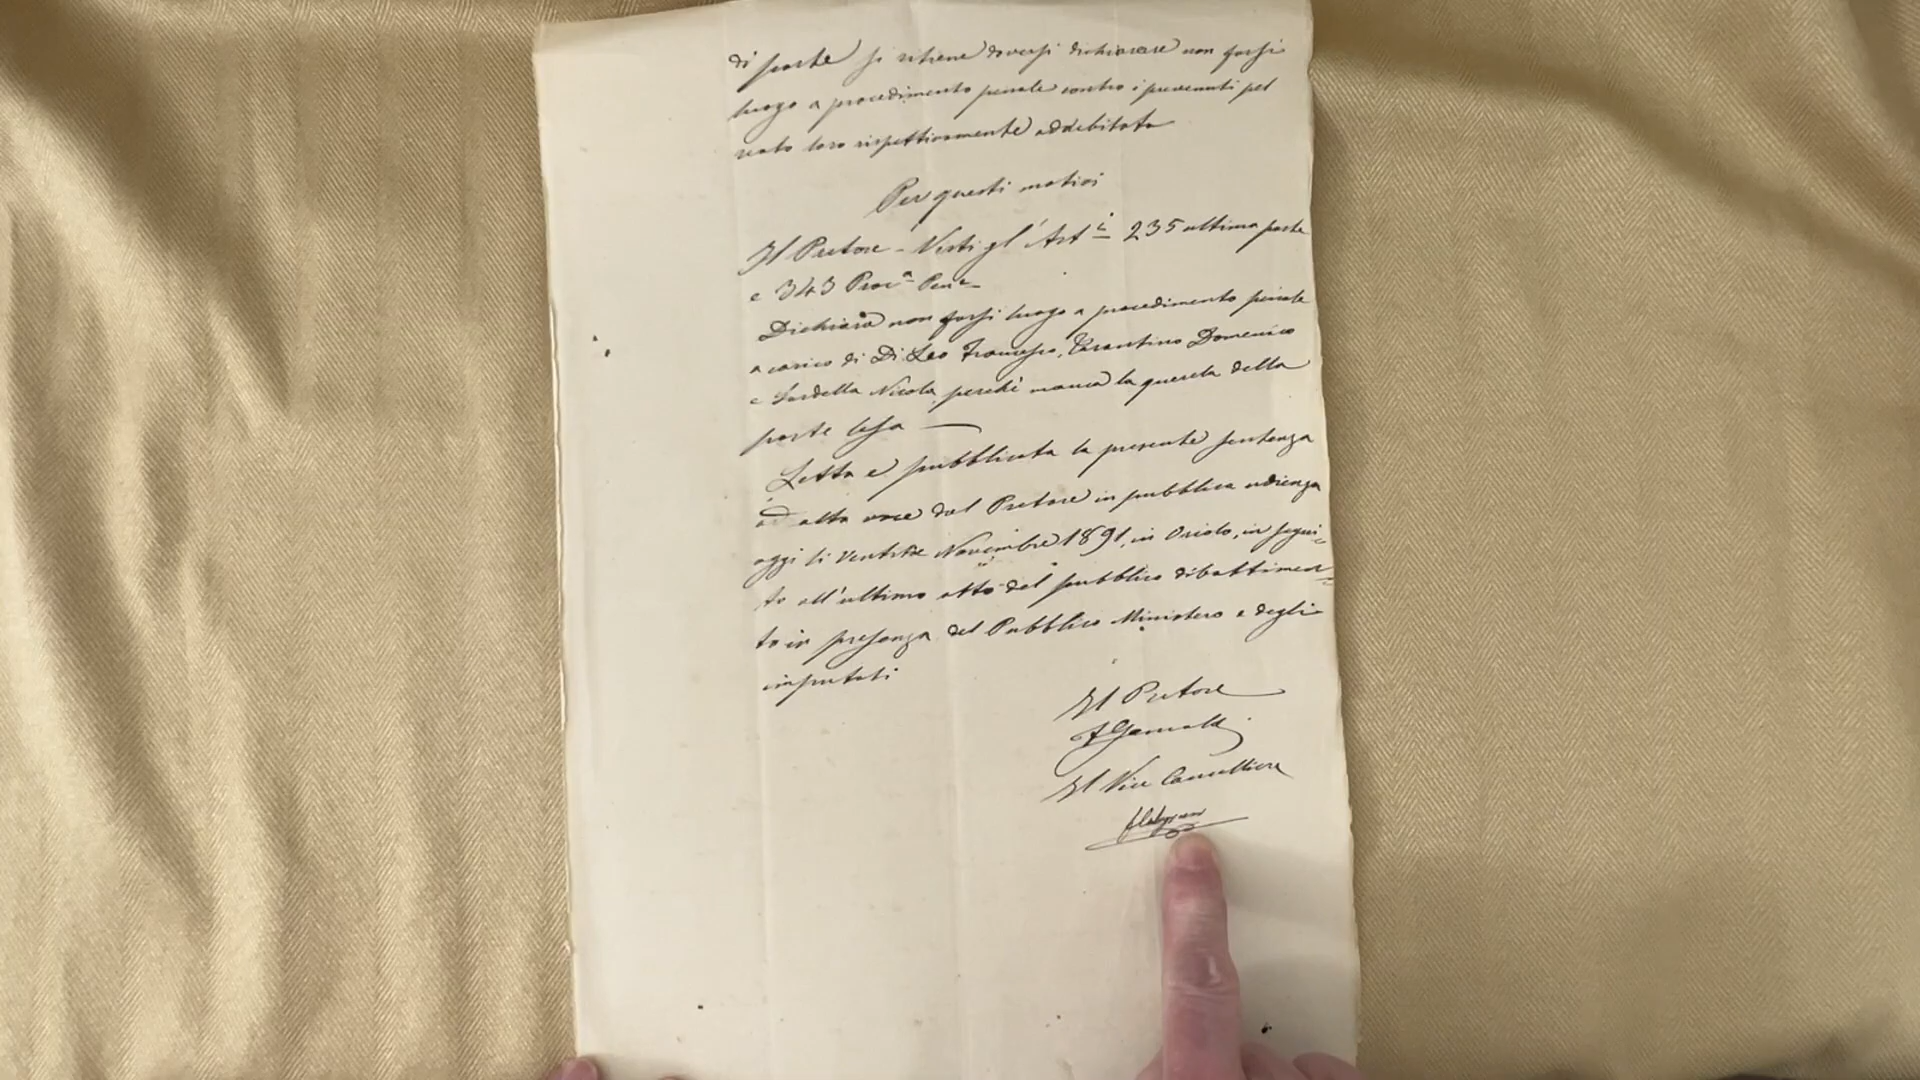 di parte si ritiene doversi dichiarare non farsi
luogo a procedimento penale contro i prevenuti pel
reato loro rispettivamente addebitato
Per questi motivi
Il Pretore - Visti gl'Art.i 235 ultima parte
e 343 Proc.a Pen.e
Dichiara non farsi luogo a procedimento penale
a carico di Di Leo Francesco, Tarantino Domenico
e Sardella Nicola, perché manca la querela della
parte lesa —
Letta e pubblicata la presente sentenza
ad alta voce dal Pretore in pubblica udienza
oggi li ventitre Novembre 1891, in Oriolo, in segui=
to all'ultimo atto del pubblico dibattimen=
to in presenza del Pubblico Ministero e degli
imputati
Il Pretore
Il Vice Cancelliere